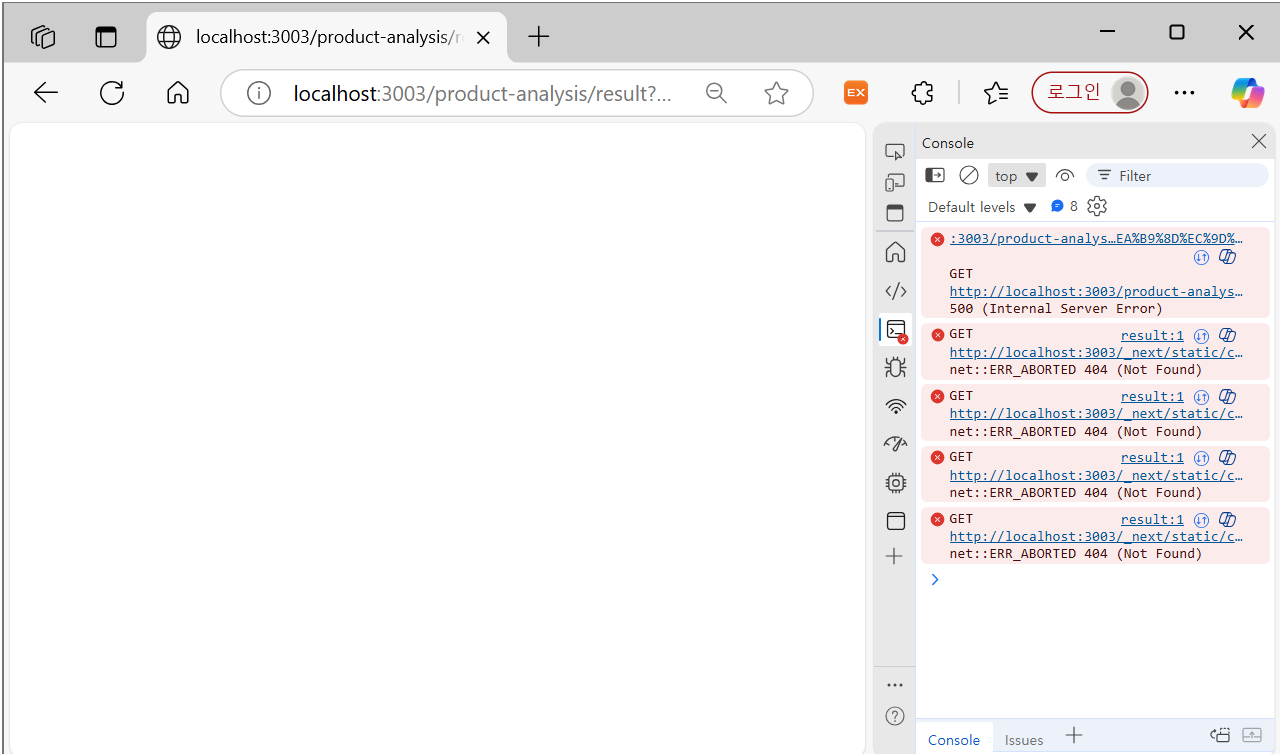 localhost:3003/product-analysis/r
localhost:3003/product-analysis/result?...
EX
로그인
Console
top
Filter
Default levels
8
:3003/product-analys…EA%B9%8D%EC%9D%…
GET
http://localhost:3003/product-analys…
500 (Internal Server Error)
GET
result:1
http://localhost:3003/_next/static/c…
net::ERR_ABORTED 404 (Not Found)
GET
result:1
http://localhost:3003/_next/static/c…
net::ERR_ABORTED 404 (Not Found)
GET
result:1
http://localhost:3003/_next/static/c…
net::ERR_ABORTED 404 (Not Found)
GET
result:1
http://localhost:3003/_next/static/c…
net::ERR_ABORTED 404 (Not Found)
Console
Issues